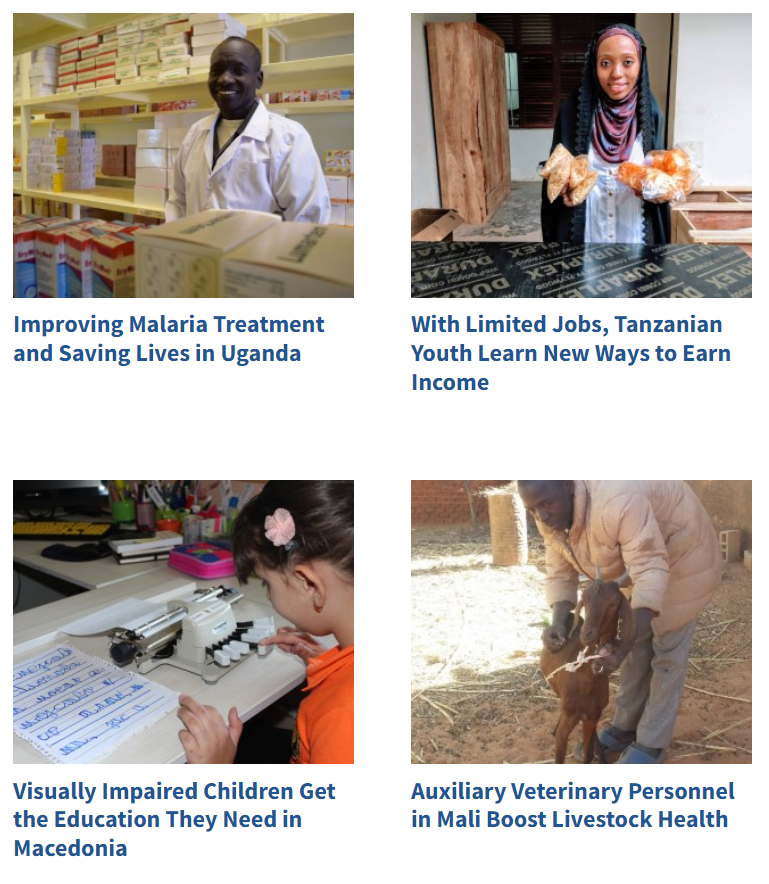 Improving Malaria Treatment
and Saving Lives in Uganda
DURAPLEX
With Limited Jobs, Tanzanian
Youth Learn New Ways to Earn
Income
Visually Impaired Children Get
the Education They Need in
Macedonia
Auxiliary Veterinary Personnel
in Mali Boost Livestock Health